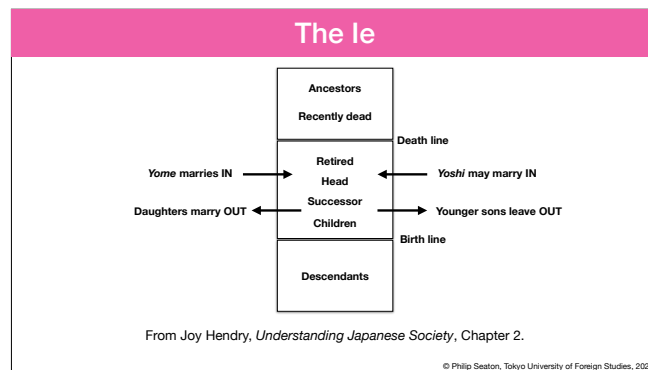 The Ie
Ancestors
Recently dead
Death line
Retired
Yome marries IN
Yoshi may marry IN
Head
Successor
Daughters marry OUT
Younger sons leave OUT
Children
Birth line
Descendants
From Joy Hendry, Understanding Japanese Society, Chapter 2.
© Philip Seaton, Tokyo University of Foreign Studies,